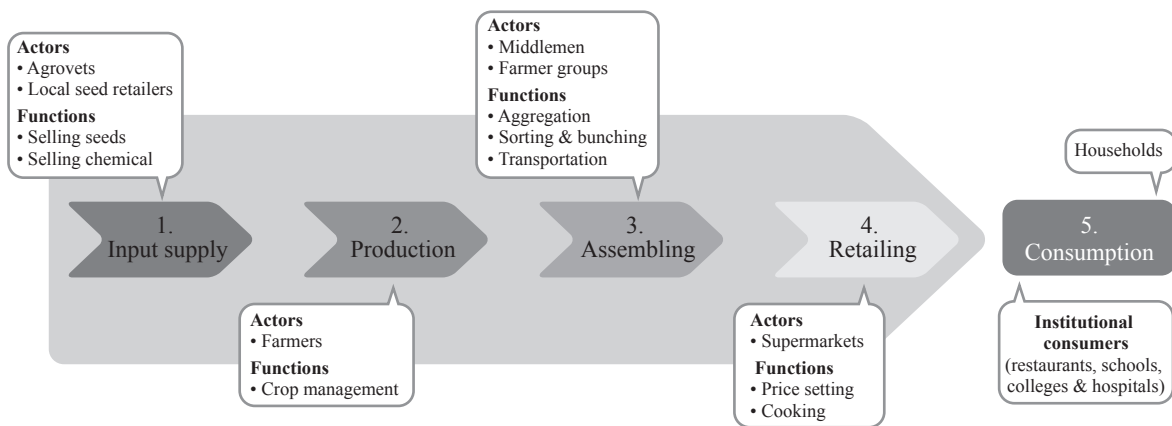 Actors
• Agrovets
• Local seed retailers
Functions
• Selling seeds
• Selling chemical
1.
Input supply
Actors
• Farmers
Functions
• Crop management
2.
Production
Actors
• Middlemen
• Farmer groups
Functions
• Aggregation
• Sorting & bunching
• Transportation
3.
Assembling
Actors
• Supermarkets
Functions
• Price setting
• Cooking
4.
Retailing
Households
5.
Consumption
Institutional
consumers
(restaurants, schools,
colleges & hospitals)